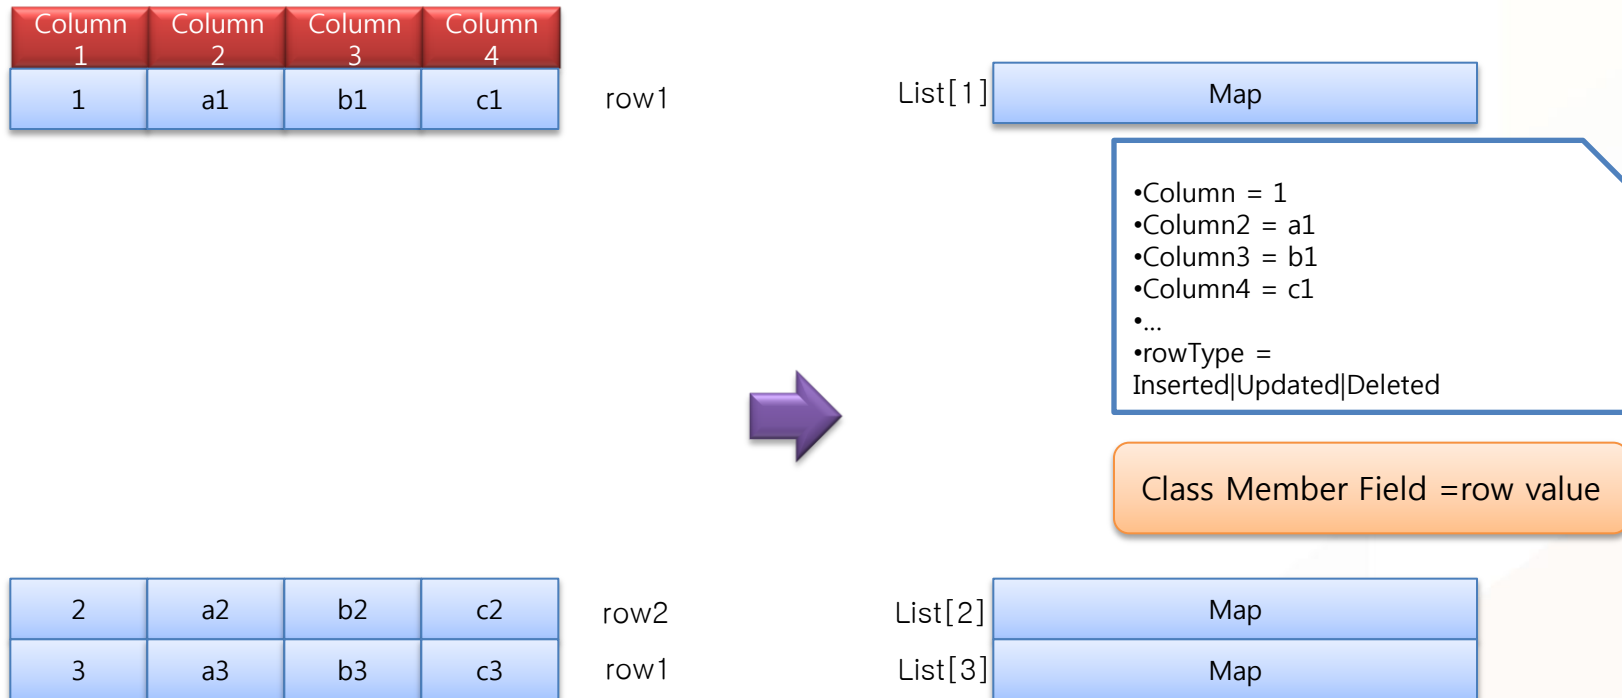 Column 1 Column 2 Column 3 Column 4
1 a1 b1 c1 row1 List[1] Map
•Column = 1
•Column2 = a1
•Column3 = b1
•Column4 = c1
•...
•rowType =
Inserted|Updated|Deleted
Class Member Field =row value
2 a2 b2 c2 row2 List[2] Map
3 a3 b3 c3 row1 List[3] Map